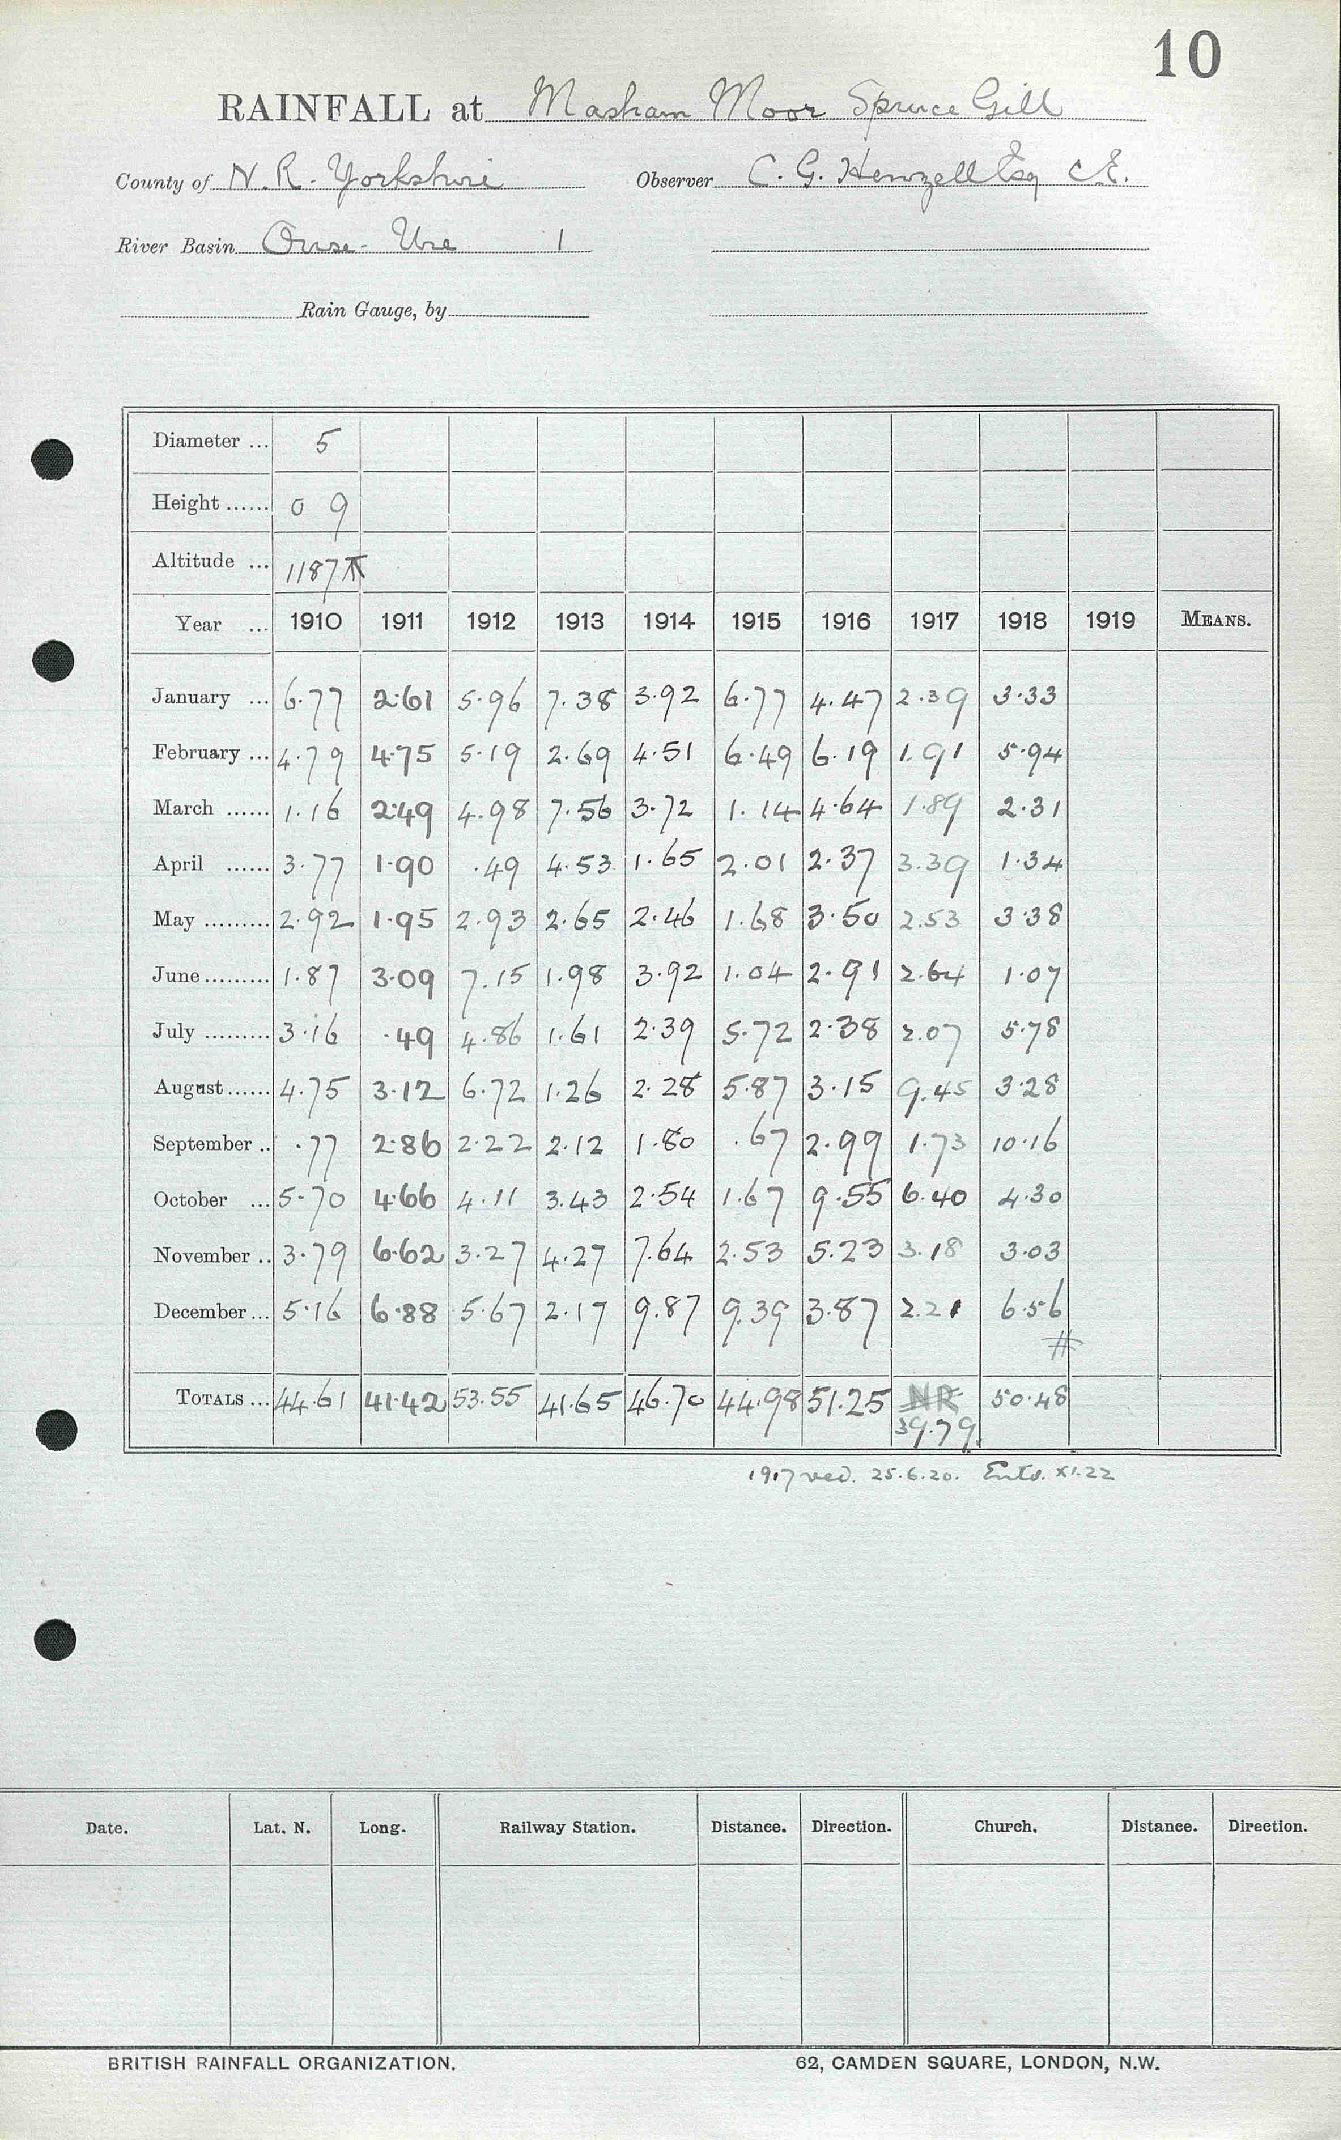 10
RAINFALL at Masham Moor Spruce Gill
County of N. R. Yorkshire Observer C. G. Henzell Esq C.E.
River Basin Ouse - Ure 1
Rain Gauge, by
Diameter ... 5
Height ...... 0 9
Altitude ... 1187
Year ... 1910 1911 1912 1913 1914 1915 1916 1917 1918 1919 MEANS.
January ... 6.77 2.61 5.96 7.38 3.92 6.77 4.47 2.39 3.33
February ... 4.79 4.75 5.19 2.69 4.51 6.49 6.19 1.91 5.94
March ...... 1.16 2.49 4.98 7.56 3.72 1.14 4.64 1.89 2.31
April ...... 3.77 1.90 .49 4.53 1.65 2.01 2.37 3.39 1.34
May ......... 2.92 1.95 2.93 2.65 2.46 1.68 3.50 2.53 3.38
June ......... 1.87 3.09 7.15 1.98 3.92 1.04 2.91 2.64 1.07
July ......... 3.16 .49 4.86 1.61 2.39 5.72 2.38 2.07 5.78
August ...... 4.75 3.12 6.72 1.26 2.28 5.87 3.15 9.45 3.28
September .. .77 2.86 2.22 2.12 1.80 .67 2.99 1.73 10.16
October ... 5.70 4.66 4.11 3.43 2.54 1.67 9.55 6.40 4.30
November .. 3.79 6.62 3.27 4.27 7.64 2.53 5.23 3.18 3.03
December ... 5.16 6.88 5.67 2.17 9.87 9.39 3.87 2.21 6.56
#
TOTALS ... 44.61 41.42 53.55 41.65 46.70 44.98 51.25 NR 50.48
39.79
1917 recd. 25.6.20. Entd. XI.22
Date. Lat. N. Long. Railway Station. Distance. Direction. Church. Distance. Direction.
BRITISH RAINFALL ORGANIZATION. 62, CAMDEN SQUARE, LONDON, N.W.